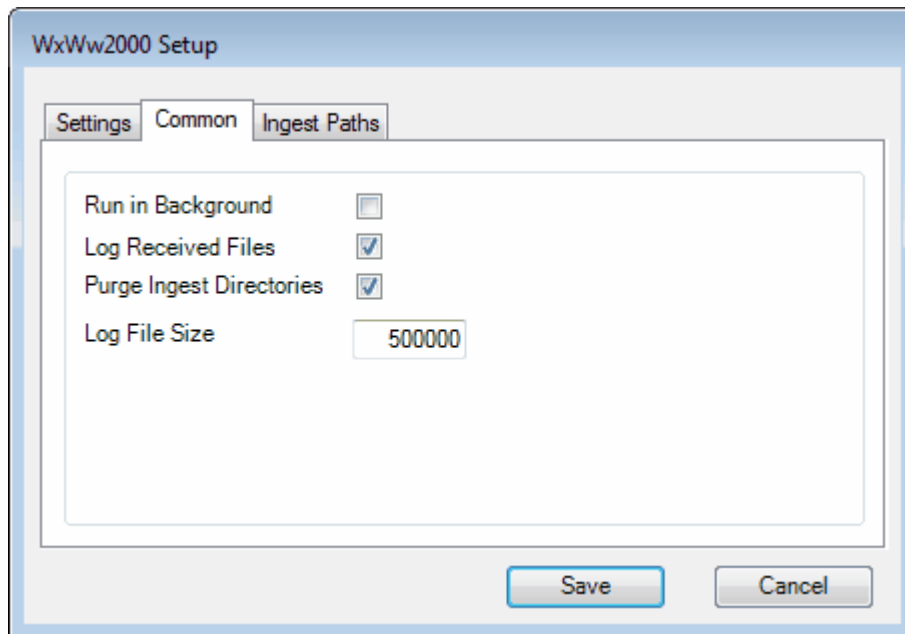 WxWw2000 Setup
Settings Common Ingest Paths
Run in Background
Log Received Files
Purge Ingest Directories
Log File Size 500000
Save Cancel